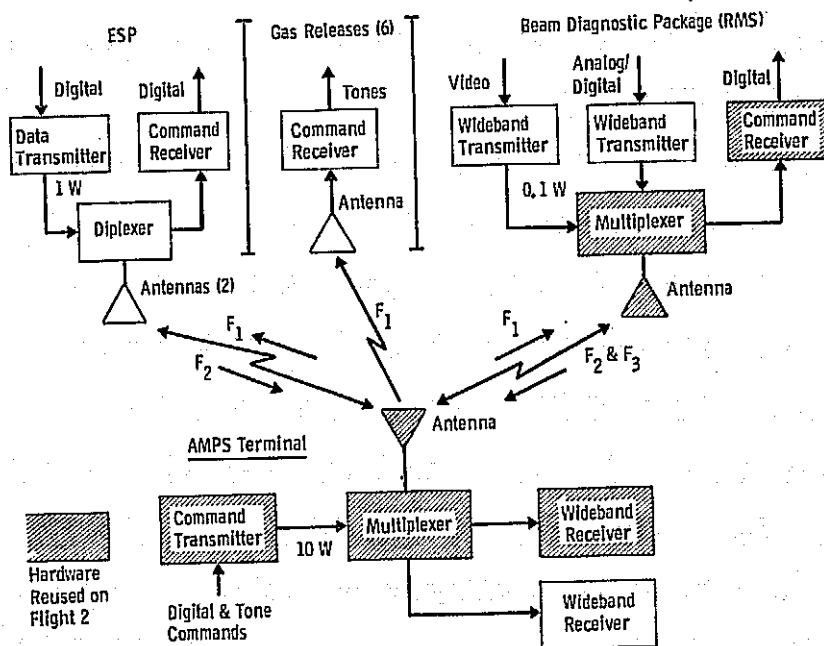 ESP
Gas Releases (6)
Beam Diagnostic Package (RMS)
Digital
Digital
Data
Transmitter
Command
Receiver
1 W
Diplexer
Antennas (2)
Tones
Command
Receiver
Antenna
Video
Analog/
Digital
Digital
Wideband
Transmitter
Wideband
Transmitter
Command
Receiver
0.1 W
Multiplexer
Antenna
F1
F2
F1
F1
F2 & F3
Antenna
AMPS Terminal
Command
Transmitter
10 W
Multiplexer
Wideband
Receiver
Wideband
Receiver
Digital & Tone
Commands
Hardware
Reused on
Flight 2